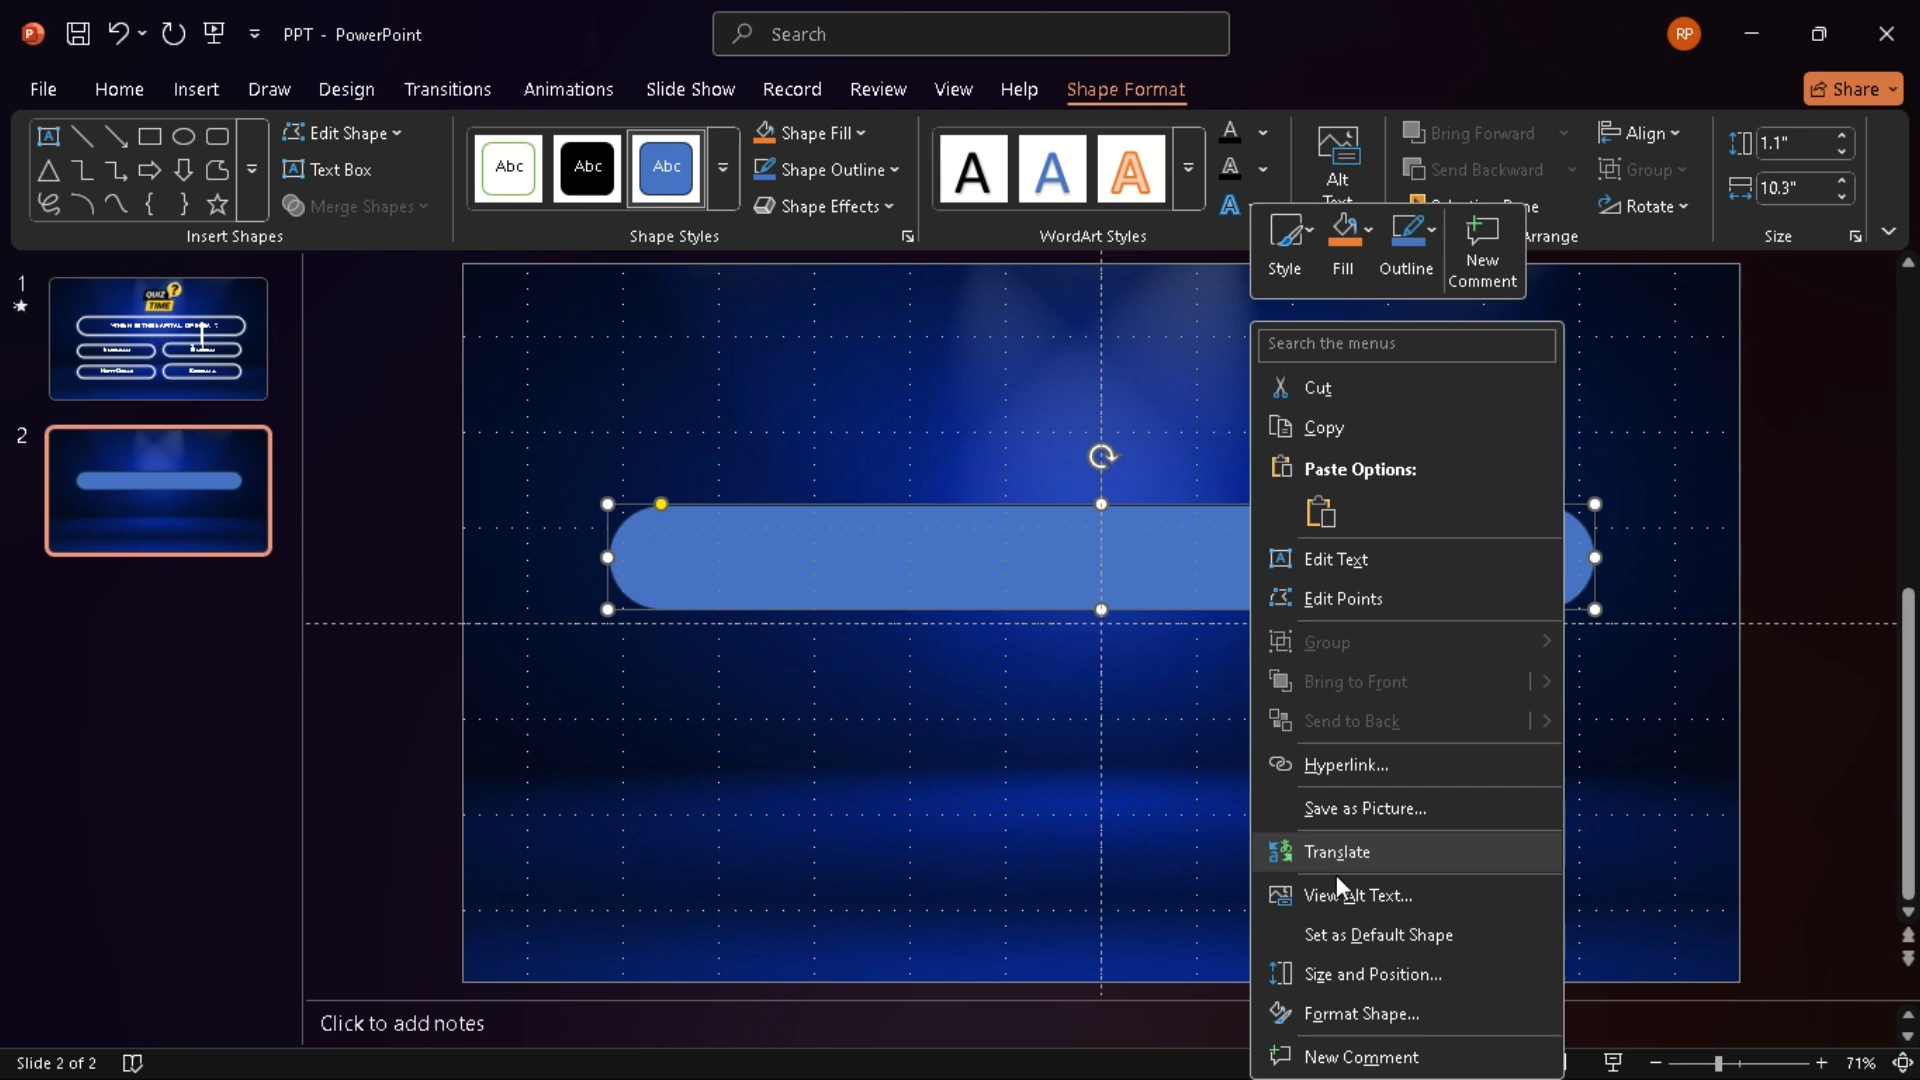 PPT - PowerPoint
Search
RP
File Home Insert Draw Design Transitions Animations Slide Show Record Review View Help Shape Format
Share
Edit Shape
Text Box
Merge Shapes
Insert Shapes
Abc Abc Abc
Shape Fill
Shape Outline
Shape Effects
Shape Styles
A A A
WordArt Styles
Alt
Text
Bring Forward
Send Backward
Align
Group
Rotate
1.1"
10.3"
Size
Style
Fill
Outline
New
Comment
1
QUIZ
TIME
2
Search the menus
Cut
Copy
Paste Options:
Edit Text
Edit Points
Group
Bring to Front
Send to Back
Hyperlink...
Save as Picture...
Translate
View Alt Text...
Set as Default Shape
Size and Position...
Format Shape...
New Comment
Click to add notes
Slide 2 of 2
71%